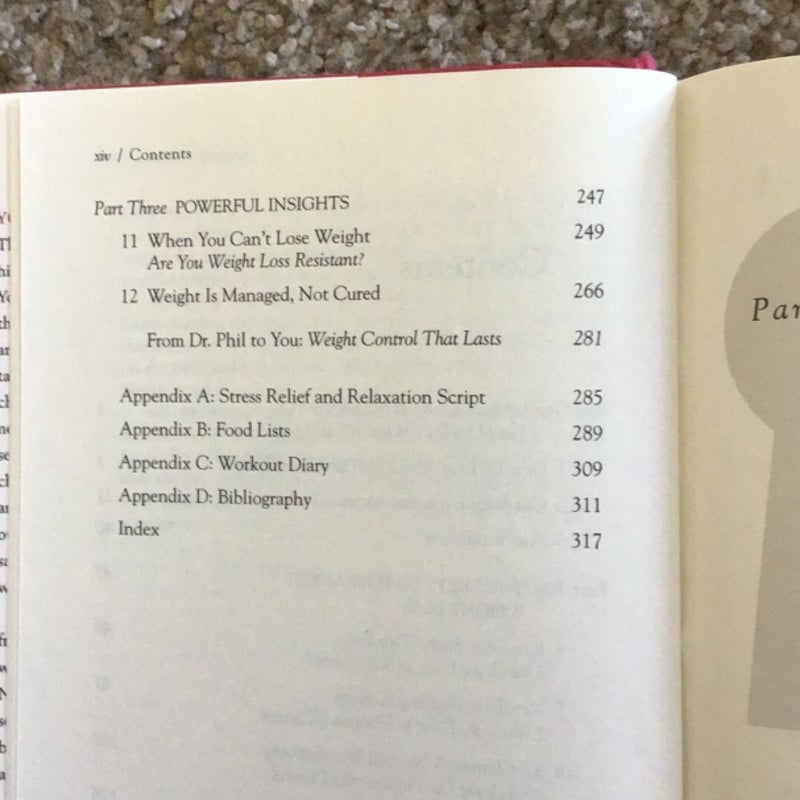 xiv / Contents
Part Three POWERFUL INSIGHTS 247
11 When You Can't Lose Weight 249
Are You Weight Loss Resistant?
12 Weight Is Managed, Not Cured 266
From Dr. Phil to You: Weight Control That Lasts 281
Appendix A: Stress Relief and Relaxation Script 285
Appendix B: Food Lists 289
Appendix C: Workout Diary 309
Appendix D: Bibliography 311
Index 317
Par